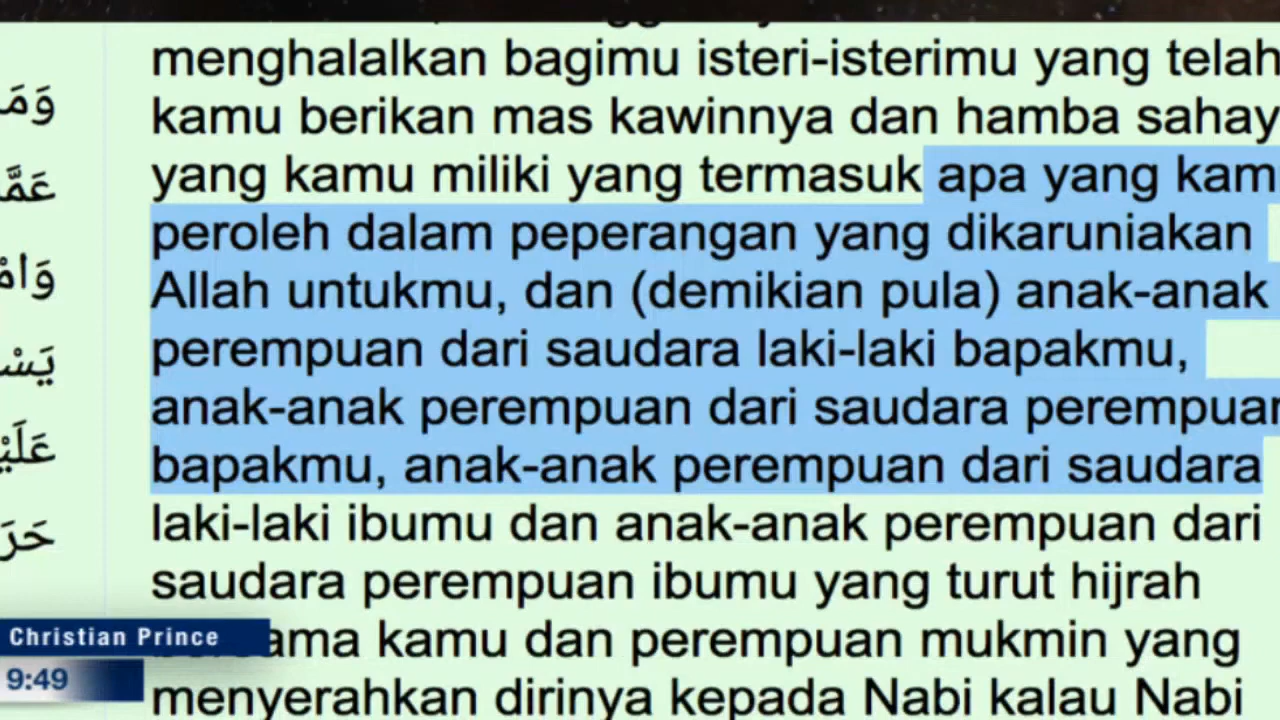 menghalalkan bagimu isteri-isterimu yang telah
kamu berikan mas kawinnya dan hamba sahay
yang kamu miliki yang termasuk apa yang kam
peroleh dalam peperangan yang dikaruniakan
Allah untukmu, dan (demikian pula) anak-anak
perempuan dari saudara laki-laki bapakmu,
anak-anak perempuan dari saudara perempuan
bapakmu, anak-anak perempuan dari saudara
laki-laki ibumu dan anak-anak perempuan dari
saudara perempuan ibumu yang turut hijrah
kamu dan perempuan mukmin yang
menyerahkan dirinya kepada Nabi kalau Nabi
Christian Prince
9:49